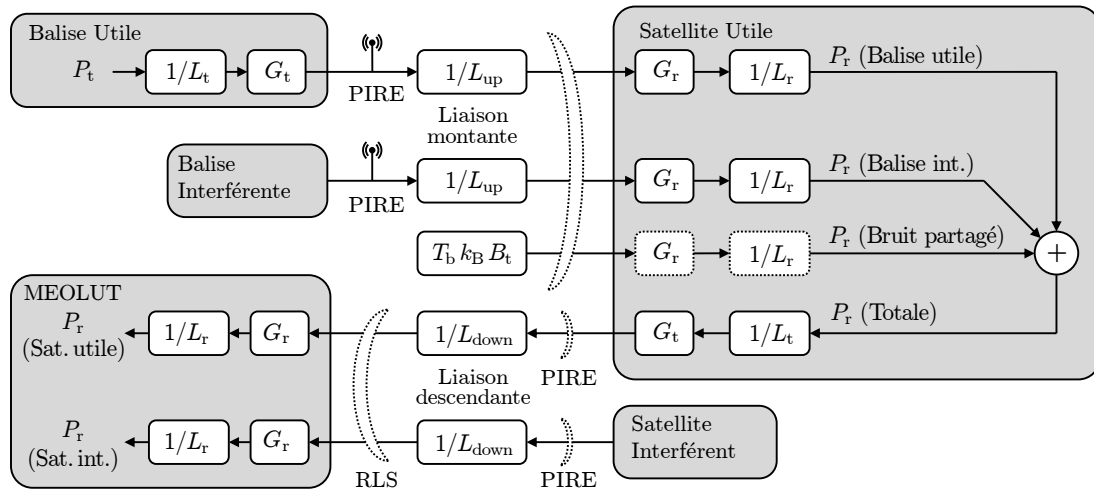 Balise Utile
Satellite Utile
P_t
1/L_t
G_t
PIRE
1/L_up
G_r
1/L_r
P_r (Balise utile)
Liaison
montante
Balise
Interférente
PIRE
1/L_up
G_r
1/L_r
P_r (Balise int.)
T_b k_B B_t
G_r
1/L_r
P_r (Bruit partagé)
+
MEOLUT
P_r
(Sat. utile)
1/L_r
G_r
1/L_down
PIRE
G_t
1/L_t
P_r (Totale)
Liaison
descendante
P_r
(Sat. int.)
1/L_r
G_r
RLS
1/L_down
PIRE
Satellite
Interférent